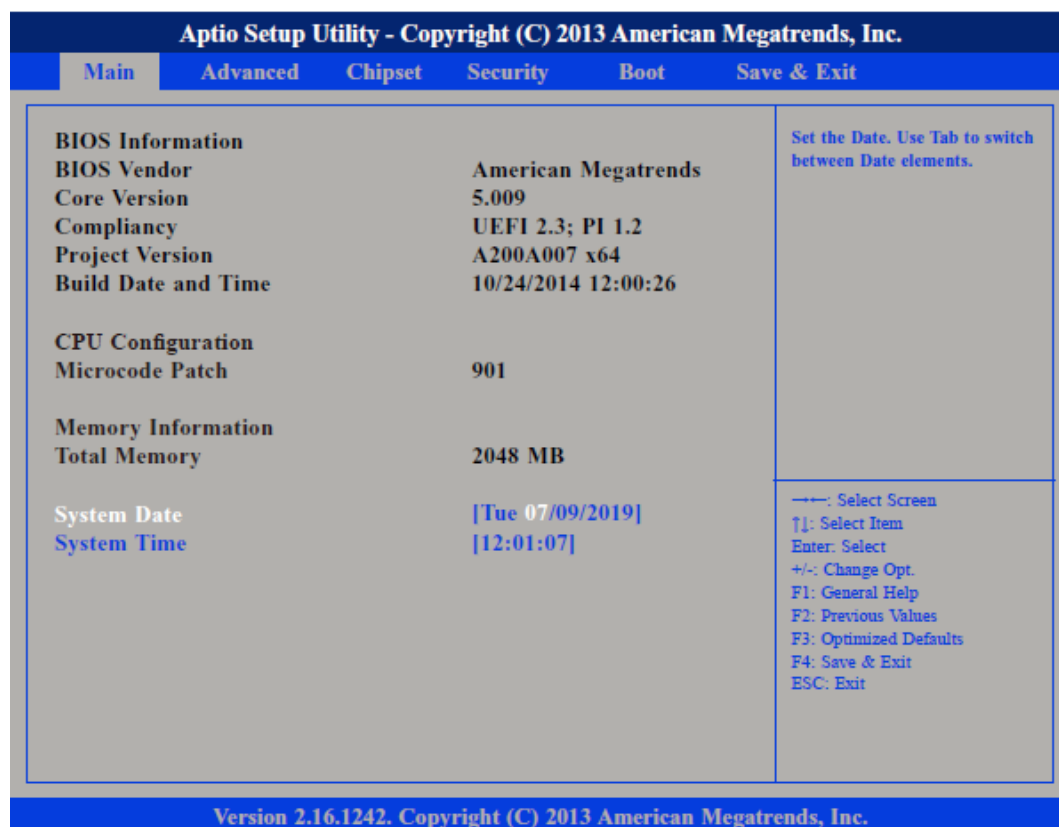 Aptio Setup Utility - Copyright (C) 2013 American Megatrends, Inc.
Main Advanced Chipset Security Boot Save & Exit
BIOS Information
BIOS Vendor American Megatrends
Core Version 5.009
Compliancy UEFI 2.3; PI 1.2
Project Version A200A007 x64
Build Date and Time 10/24/2014 12:00:26
CPU Configuration
Microcode Patch 901
Memory Information
Total Memory 2048 MB
System Date [Tue 07/09/2019]
System Time [12:01:07]
Set the Date. Use Tab to switch
between Date elements.
→←: Select Screen
↑↓: Select Item
Enter: Select
+/-: Change Opt.
F1: General Help
F2: Previous Values
F3: Optimized Defaults
F4: Save & Exit
ESC: Exit
Version 2.16.1242. Copyright (C) 2013 American Megatrends, Inc.